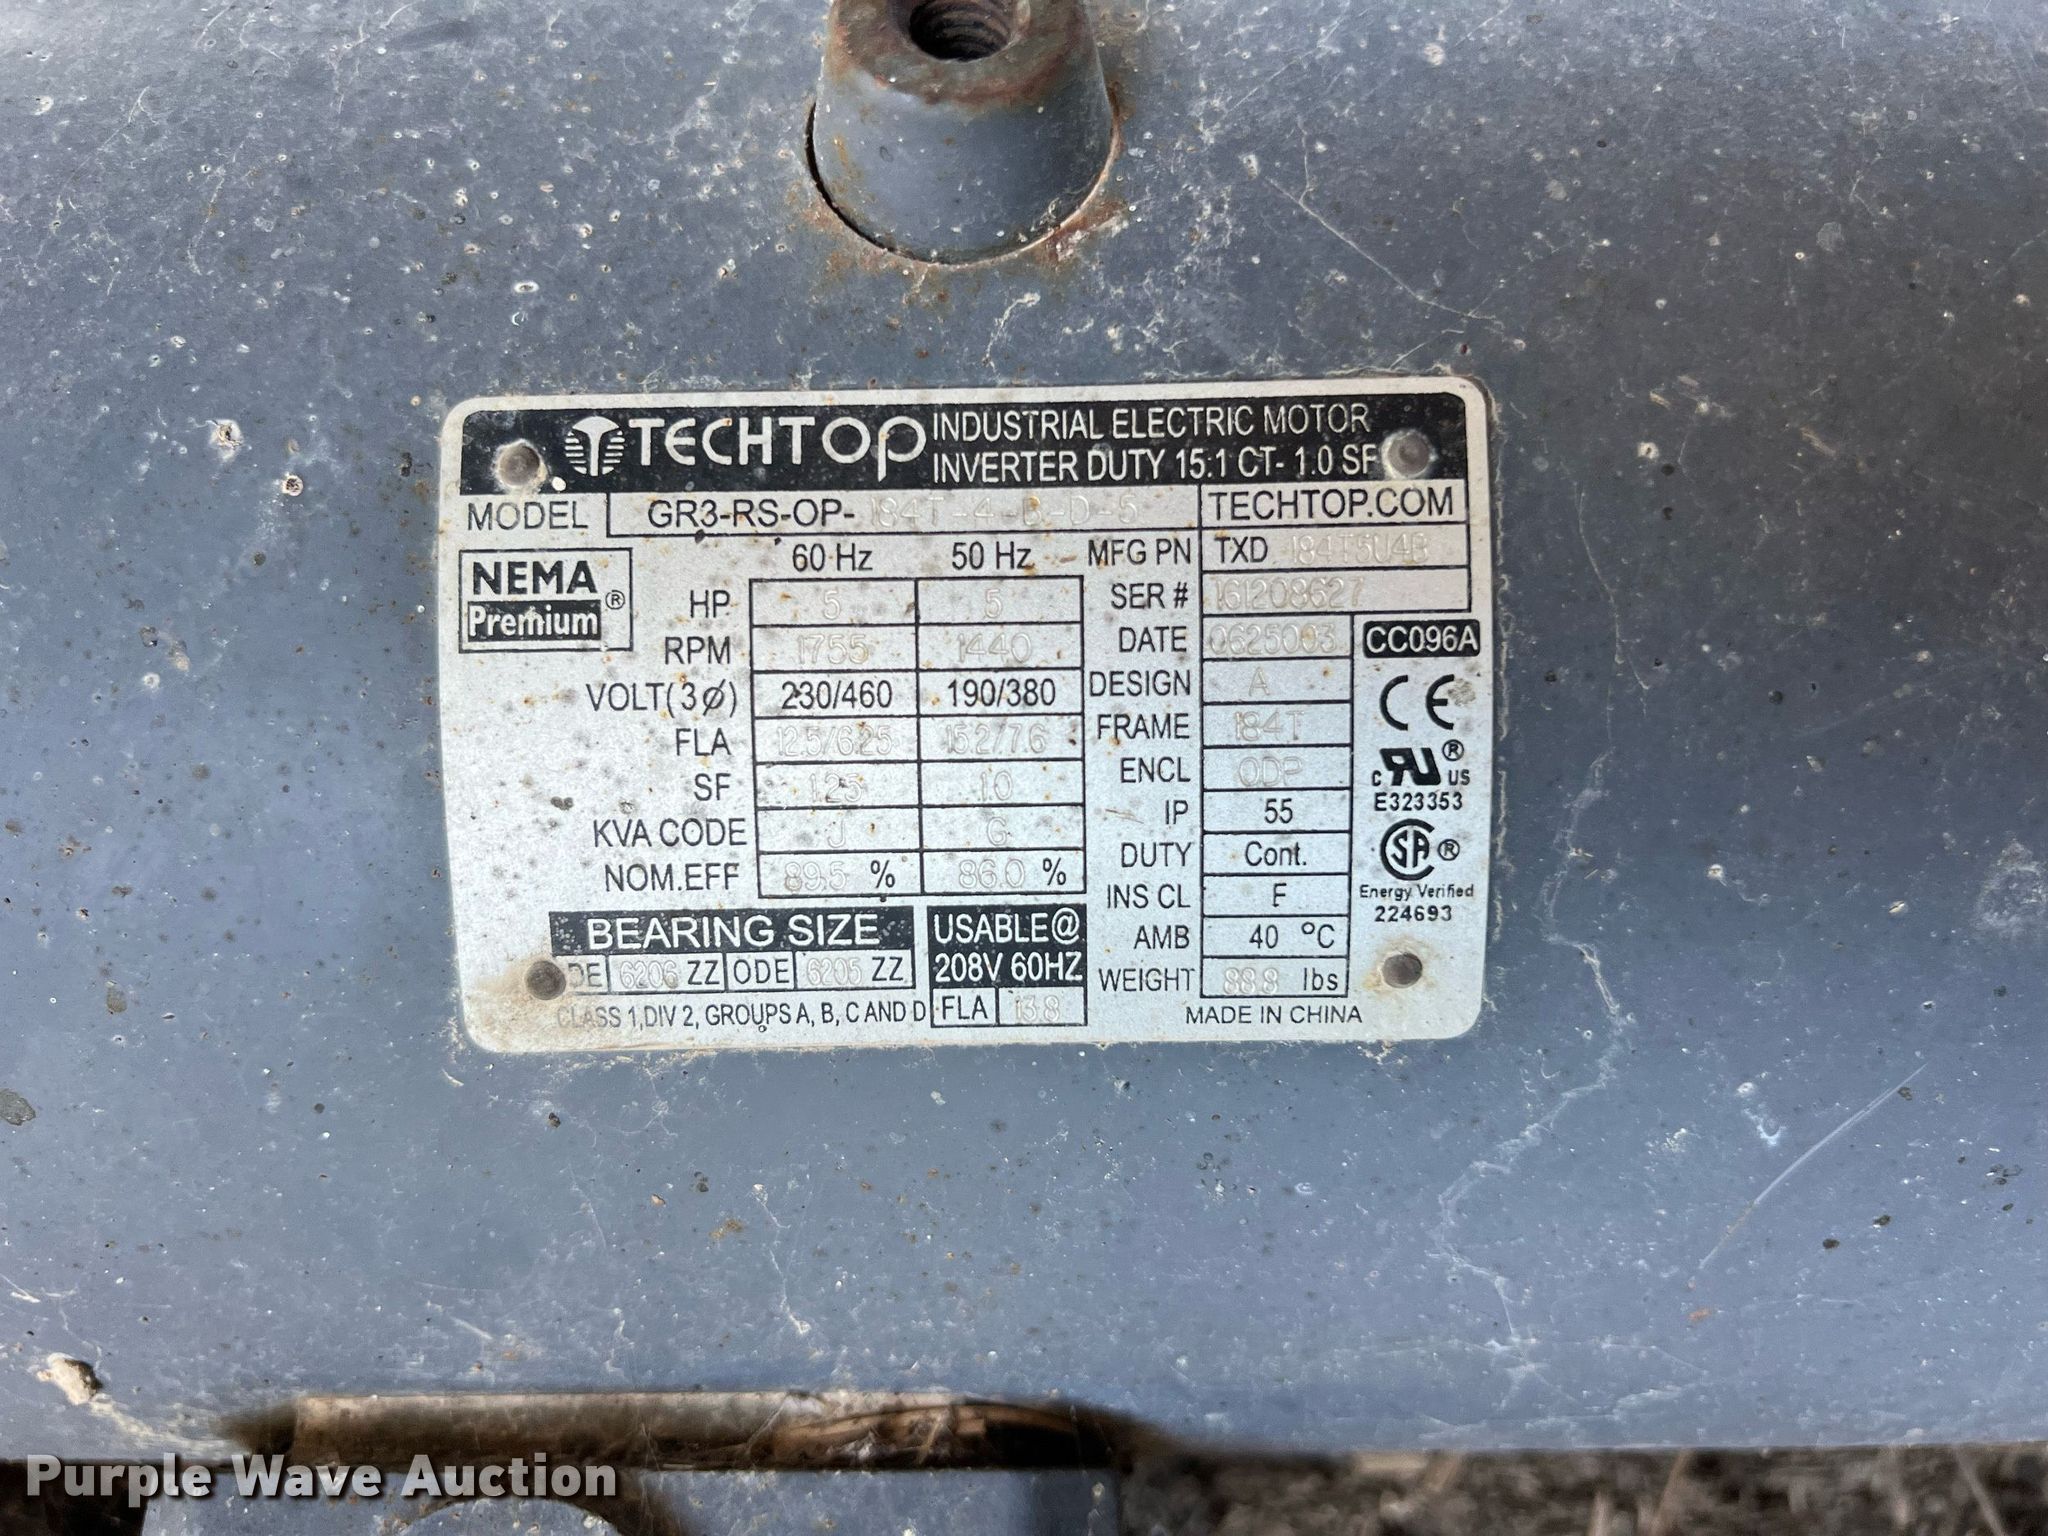 TECHTOP INDUSTRIAL ELECTRIC MOTOR
INVERTER DUTY 15:1 CT- 1.0 SF
MODEL GR3-RS-OP-184T-4-B-D-5 TECHTOP.COM
NEMA Premium®
60 Hz 50 Hz
HP 5 5
RPM 1755 1440
VOLT(3ø) 230/460 190/380
FLA 12.5/6.25 15.2/7.6
SF 1.25 1.0
KVA CODE J G
NOM.EFF 89.5 % 86.0 %
BEARING SIZE
DE 6206 ZZ ODE 6205 ZZ
CLASS 1,DIV 2, GROUPS A, B, C AND D
USABLE@
208V 60HZ
FLA 13.8
MFG PN TXD 184T5U4B
SER # 161208627
DATE 0625003
DESIGN A
FRAME 184T
ENCL ODP
IP 55
DUTY Cont.
INS CL F
AMB 40 °C
WEIGHT 88.8 lbs
MADE IN CHINA
CC096A
CE
c RU ® US
E323353
SA ®
Energy Verified
224693
Purple Wave Auction